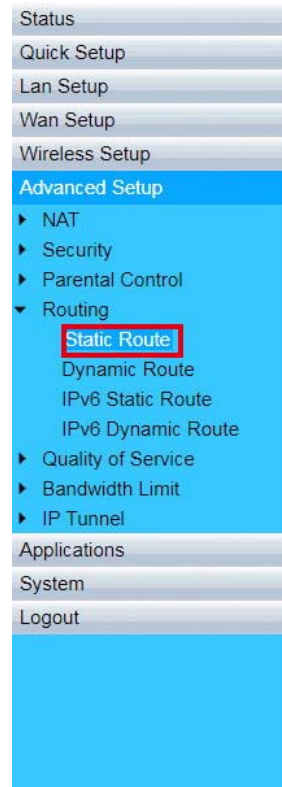 Status
Quick Setup
Lan Setup
Wan Setup
Wireless Setup
Advanced Setup
NAT
Security
Parental Control
Routing
Static Route
Dynamic Route
IPv6 Static Route
IPv6 Dynamic Route
Quality of Service
Bandwidth Limit
IP Tunnel
Applications
System
Logout